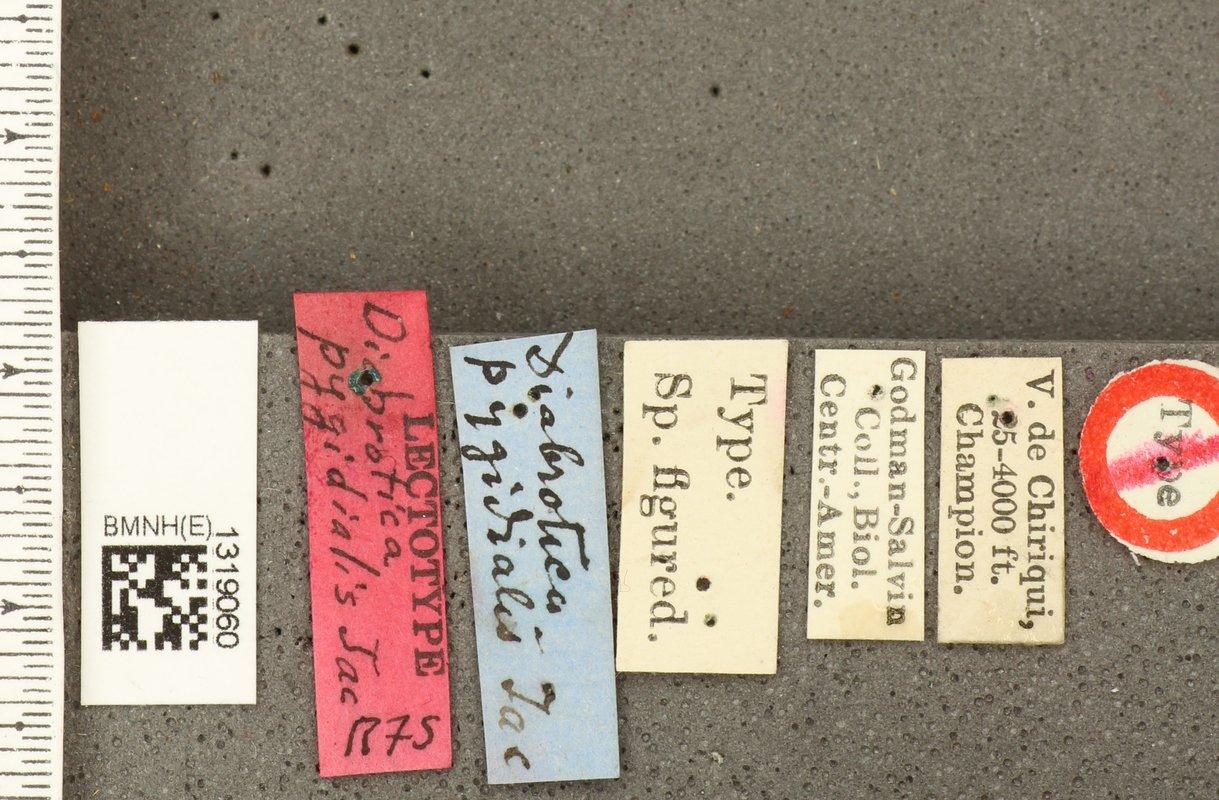 BMNH(E)
1319060
LECTOTYPE
Diabrotica
pygidialis Jac
R75
Diabrotica
pygidialis Jac
Type.
Sp. figured.
Godman-Salvin
Coll., Biol.
Centr.-Amer.
V. de Chiriqui,
25-4000 ft.
Champion.
Type